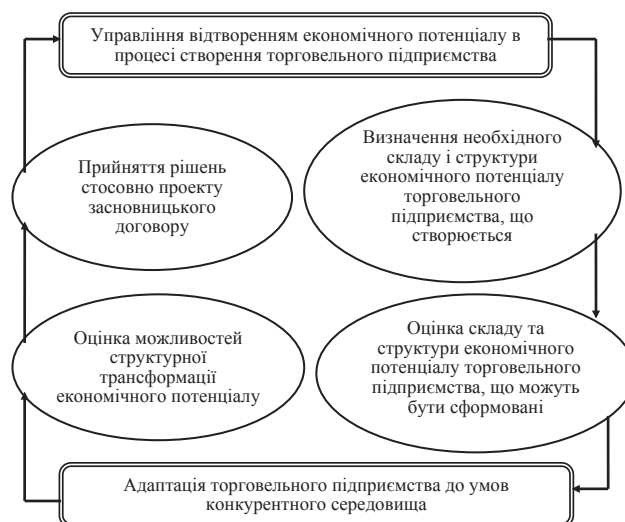 Управління відтворенням економічного потенціалу в
процесі створення торговельного підприємства
Прийняття рішень
стосовно проекту
засновницького
договору
Визначення необхідного
складу і структури
економічного потенціалу
торговельного
підприємства, що
створюється
Оцінка можливостей
структурної
трансформації
економічного потенціалу
Оцінка складу та
структури економічного
потенціалу торговельного
підприємства, що можуть
бути сформовані
Адаптація торговельного підприємства до умов
конкурентного середовища